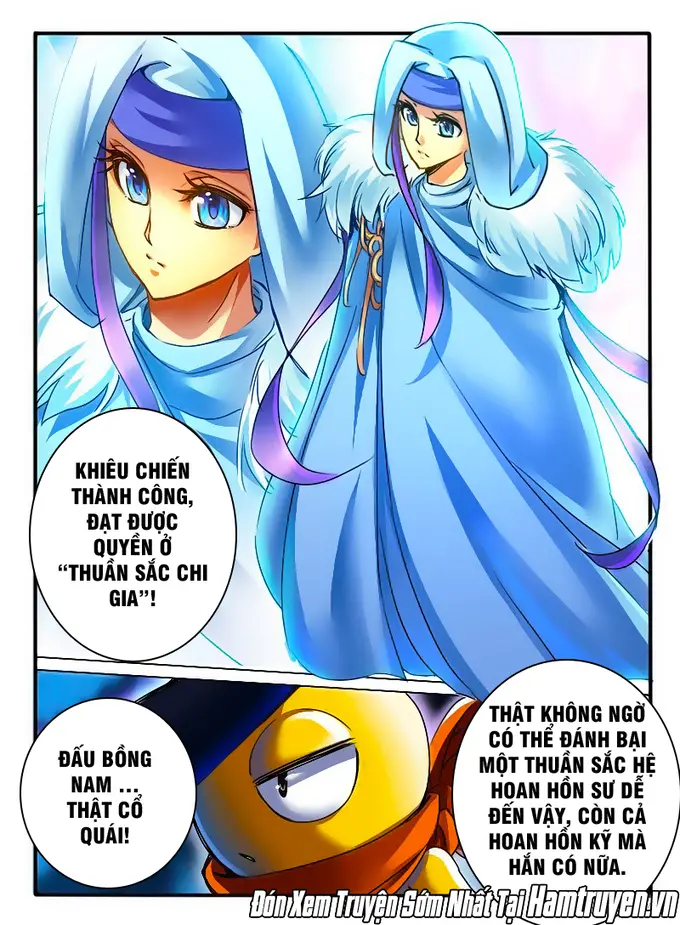 KHIÊU CHIẾN
THÀNH CÔNG,
ĐẠT ĐƯỢC
QUYỀN Ở
“THUẦN SẮC CHI
GIA”!
ĐẤU BỒNG
NAM ...
THẬT CỔ
QUÁI!
THẬT KHÔNG NGỜ
CÓ THỂ ĐÁNH BẠI
MỘT THUẦN SẮC HỆ
HOAN HỒN SƯ DỄ
ĐẾN VẬY, CÒN CẢ
HOAN HỒN KỸ MÀ
HẮN CÓ NỮA.
Đón Xem Truyện Sớm Nhất Tại Hamtruyen.vn